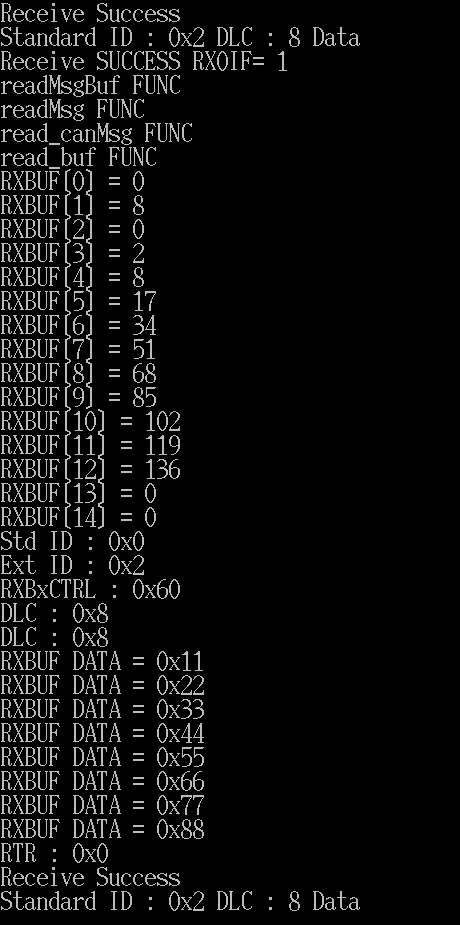 Receive Success
Standard ID : 0x2 DLC : 8 Data
Receive SUCCESS RX0IF= 1
readMsgBuf FUNC
readMsg FUNC
read_canMsg FUNC
read_buf FUNC
RXBUF[0] = 0
RXBUF[1] = 8
RXBUF[2] = 0
RXBUF[3] = 2
RXBUF[4] = 8
RXBUF[5] = 17
RXBUF[6] = 34
RXBUF[7] = 51
RXBUF[8] = 68
RXBUF[9] = 85
RXBUF[10] = 102
RXBUF[11] = 119
RXBUF[12] = 136
RXBUF[13] = 0
RXBUF[14] = 0
Std ID : 0x0
Ext ID : 0x2
RXBxCTRL : 0x60
DLC : 0x8
DLC : 0x8
RXBUF DATA = 0x11
RXBUF DATA = 0x22
RXBUF DATA = 0x33
RXBUF DATA = 0x44
RXBUF DATA = 0x55
RXBUF DATA = 0x66
RXBUF DATA = 0x77
RXBUF DATA = 0x88
RTR : 0x0
Receive Success
Standard ID : 0x2 DLC : 8 Data